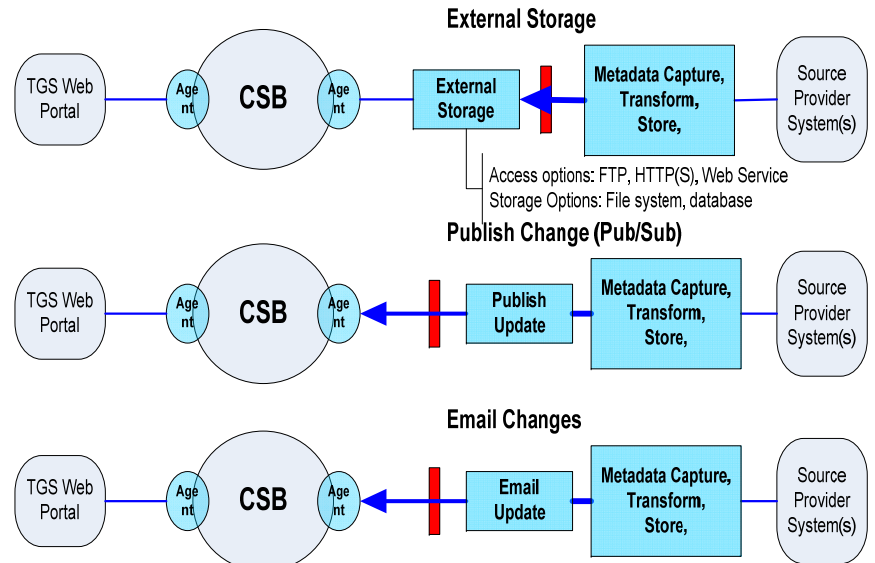 External Storage
TGS Web
Portal
Age
nt
CSB
Age
nt
External
Storage
Metadata Capture,
Transform,
Store,
Source
Provider
System(s)
Access options: FTP, HTTP(S), Web Service
Storage Options: File system, database
Publish Change (Pub/Sub)
TGS Web
Portal
Age
nt
CSB
Age
nt
Publish
Update
Metadata Capture,
Transform,
Store,
Source
Provider
System(s)
Email Changes
TGS Web
Portal
Age
nt
CSB
Age
nt
Email
Update
Metadata Capture,
Transform,
Store,
Source
Provider
System(s)